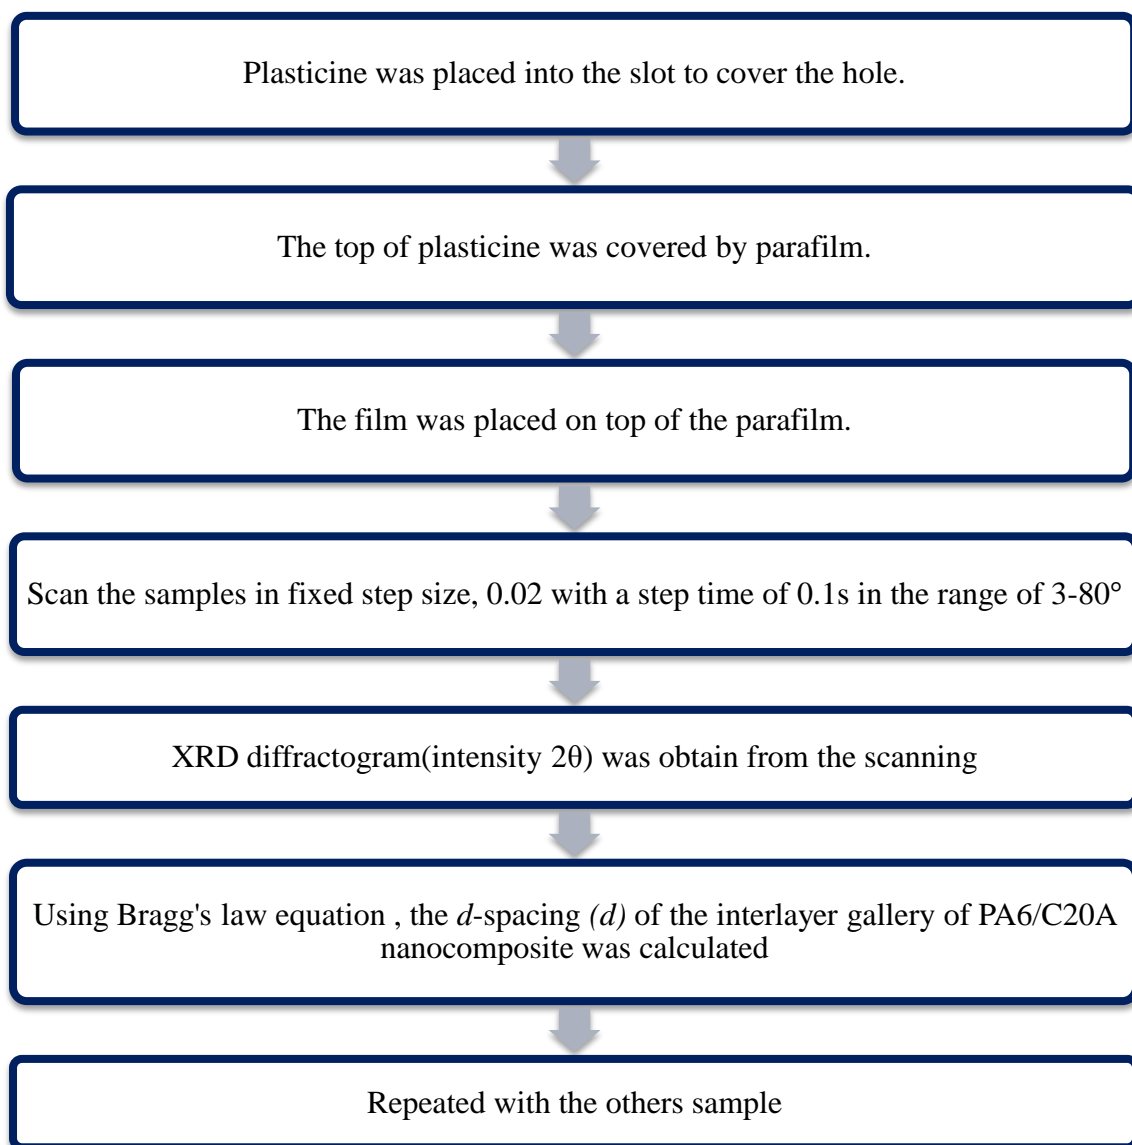 Plasticine was placed into the slot to cover the hole.
The top of plasticine was covered by parafilm.
The film was placed on top of the parafilm.
Scan the samples in fixed step size, 0.02 with a step time of 0.1s in the range of 3-80°
XRD diffractogram(intensity 2θ) was obtain from the scanning
Using Bragg's law equation , the d-spacing (d) of the interlayer gallery of PA6/C20A
nanocomposite was calculated
Repeated with the others sample